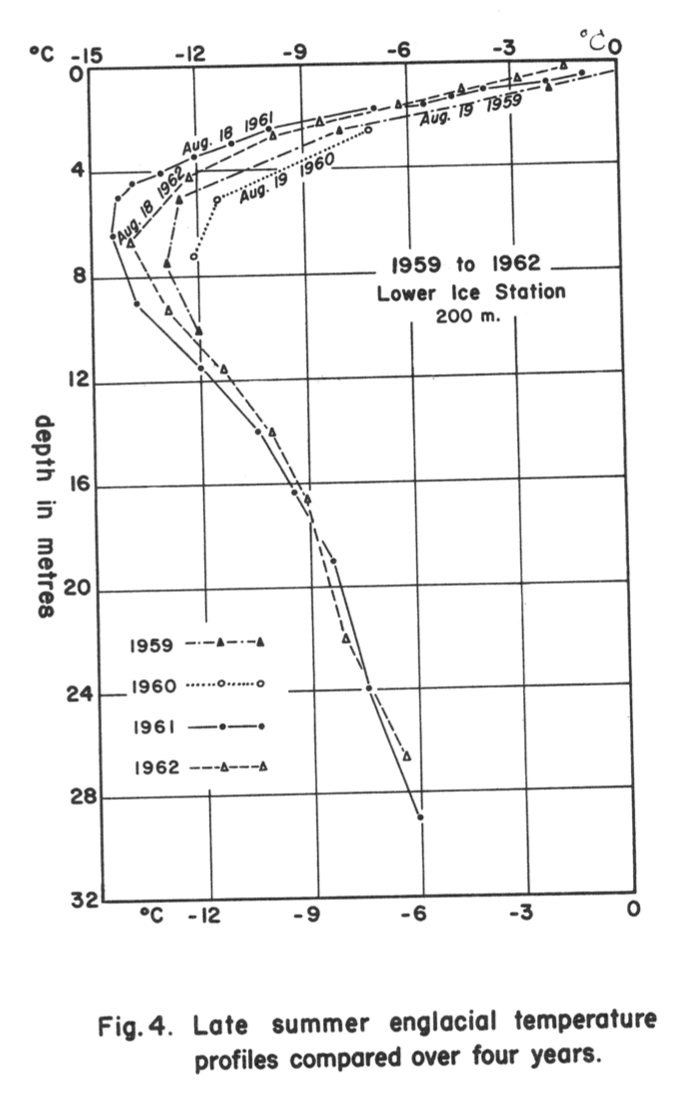 °C -15 -12 -9 -6 -3 °C 0
0
4
8
12
16
20
24
28
32
depth in metres
Aug. 18 1961
Aug. 18 1962
Aug. 19 1959
Aug. 19 1960
1959 to 1962
Lower Ice Station
200 m.
1959
1960
1961
1962
°C -12 -9 -6 -3 0
Fig. 4. Late summer englacial temperature
profiles compared over four years.